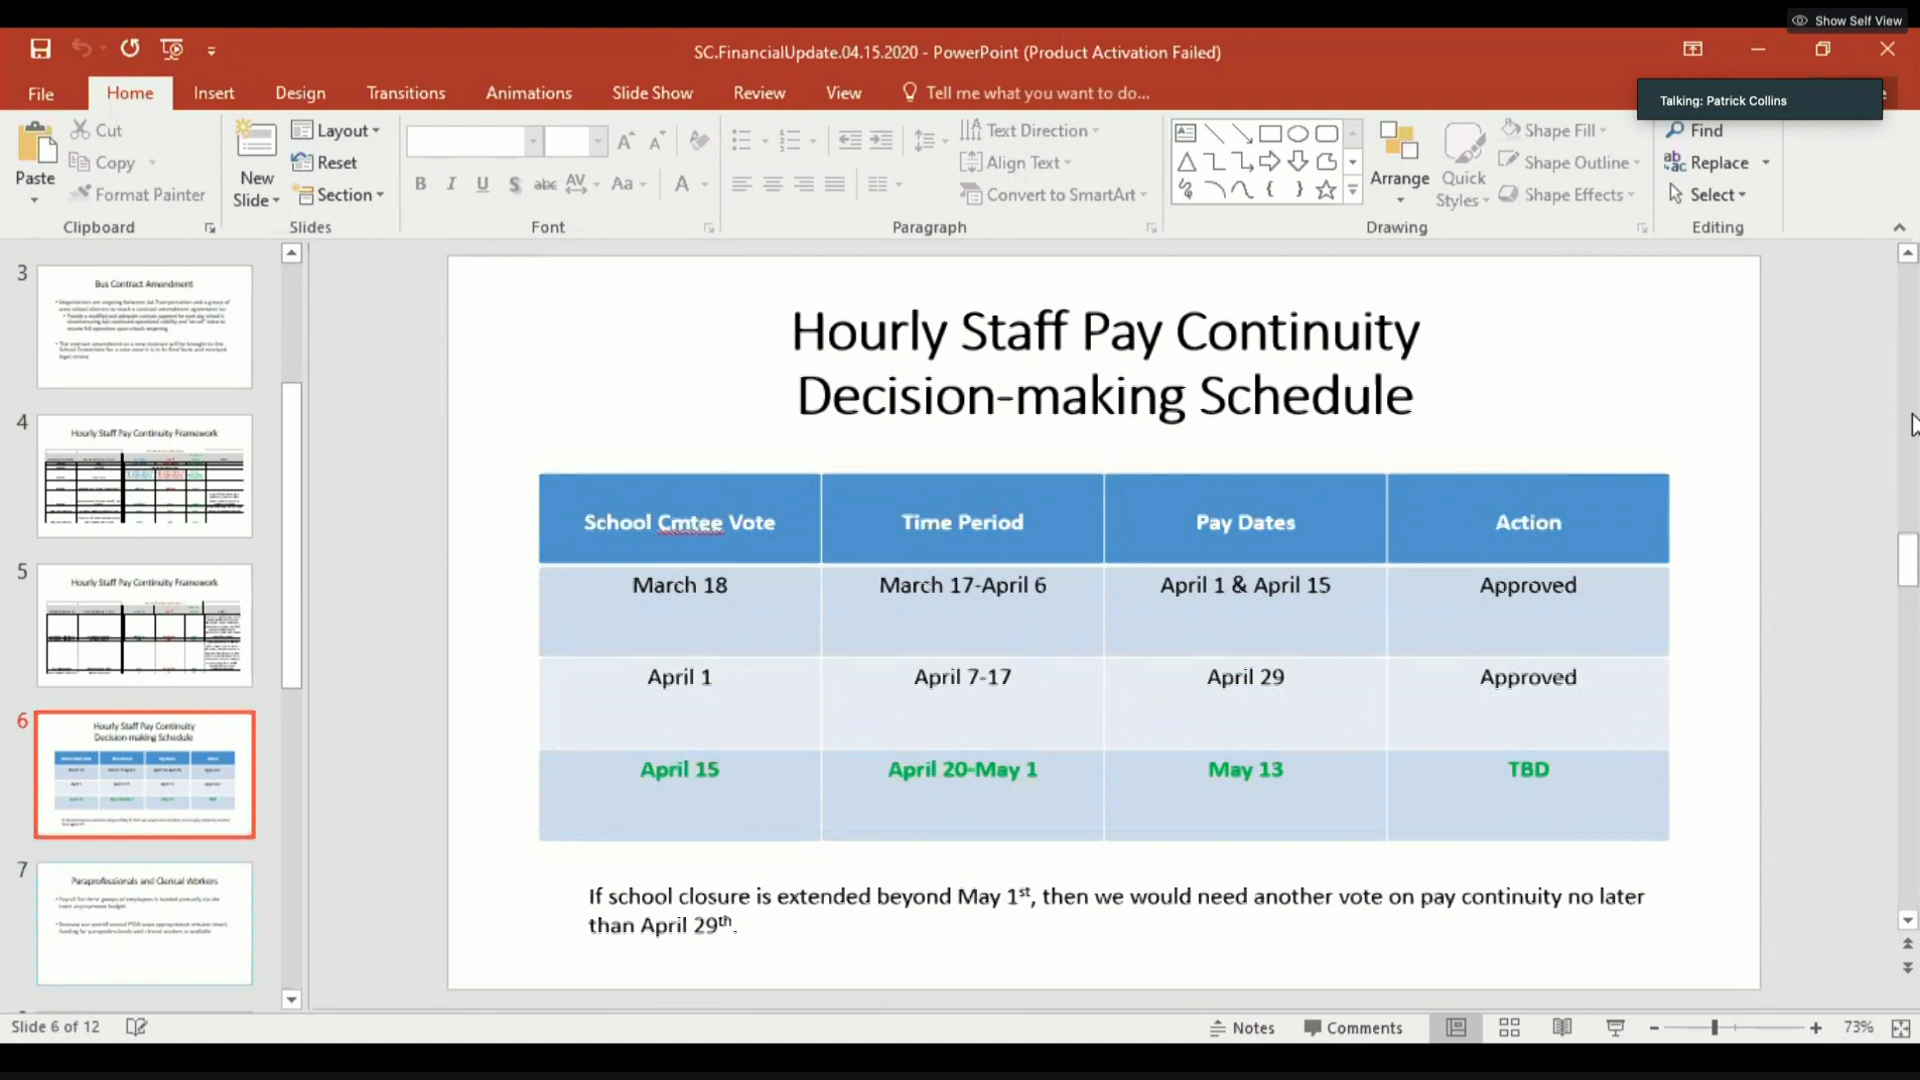 Show Self View
SC.FinancialUpdate.04.15.2020 - PowerPoint (Product Activation Failed)
File Home Insert Design Transitions Animations Slide Show Review View Tell me what you want to do...
Talking: Patrick Collins
Paste
Cut
Copy
Format Painter
Clipboard
New
Slide
Layout
Reset
Section
Slides
B I U S abc AV Aa A
Font
Text Direction
Align Text
Convert to SmartArt
Paragraph
Arrange
Quick
Styles
Shape Fill
Shape Outline
Shape Effects
Drawing
Find
Replace
Select
Editing
3
Bus Contract Amendment
4
Hourly Staff Pay Continuity Framework
5
Hourly Staff Pay Continuity Framework
6
Hourly Staff Pay Continuity
Decision-making Schedule
7
Paraprofessionals and Clerical Workers
Hourly Staff Pay Continuity
Decision-making Schedule
School Cmtee Vote Time Period Pay Dates Action
March 18 March 17-April 6 April 1 & April 15 Approved
April 1 April 7-17 April 29 Approved
April 15 April 20-May 1 May 13 TBD
If school closure is extended beyond May 1st, then we would need another vote on pay continuity no later
than April 29th.
Slide 6 of 12
Notes
Comments
73%